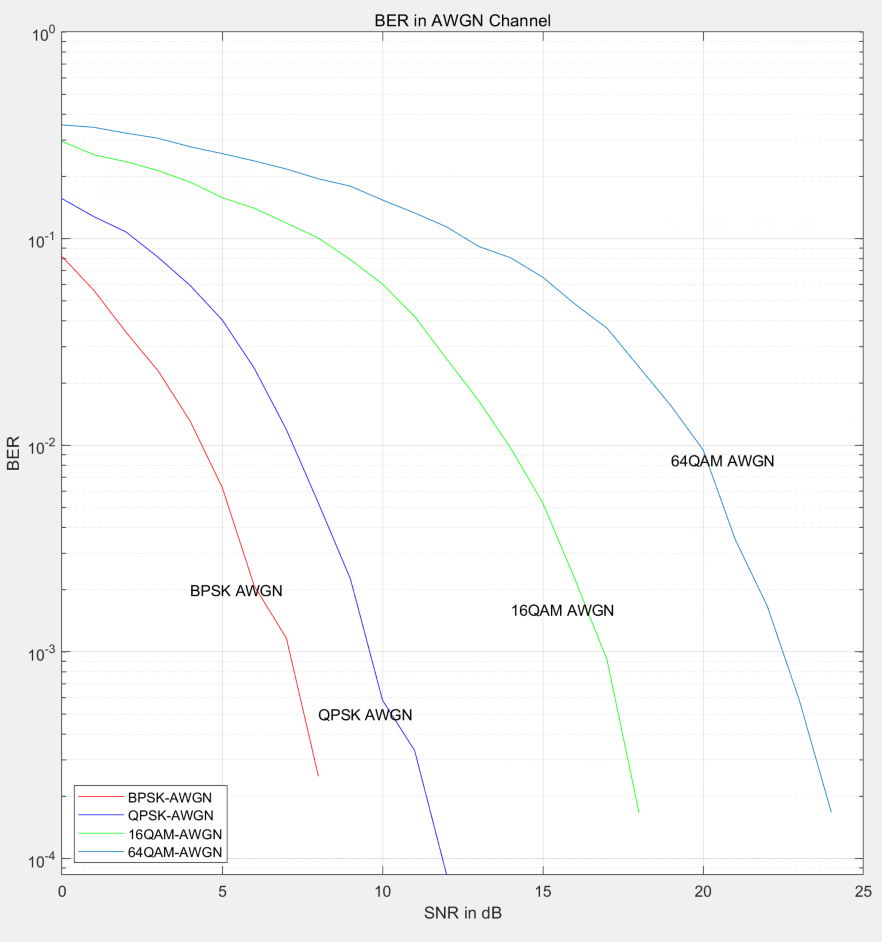 BER in AWGN Channel
10^0
10^-1
10^-2
10^-3
10^-4
BER
64QAM AWGN
BPSK AWGN
16QAM AWGN
QPSK AWGN
BPSK-AWGN
QPSK-AWGN
16QAM-AWGN
64QAM-AWGN
0 5 10 15 20 25
SNR in dB